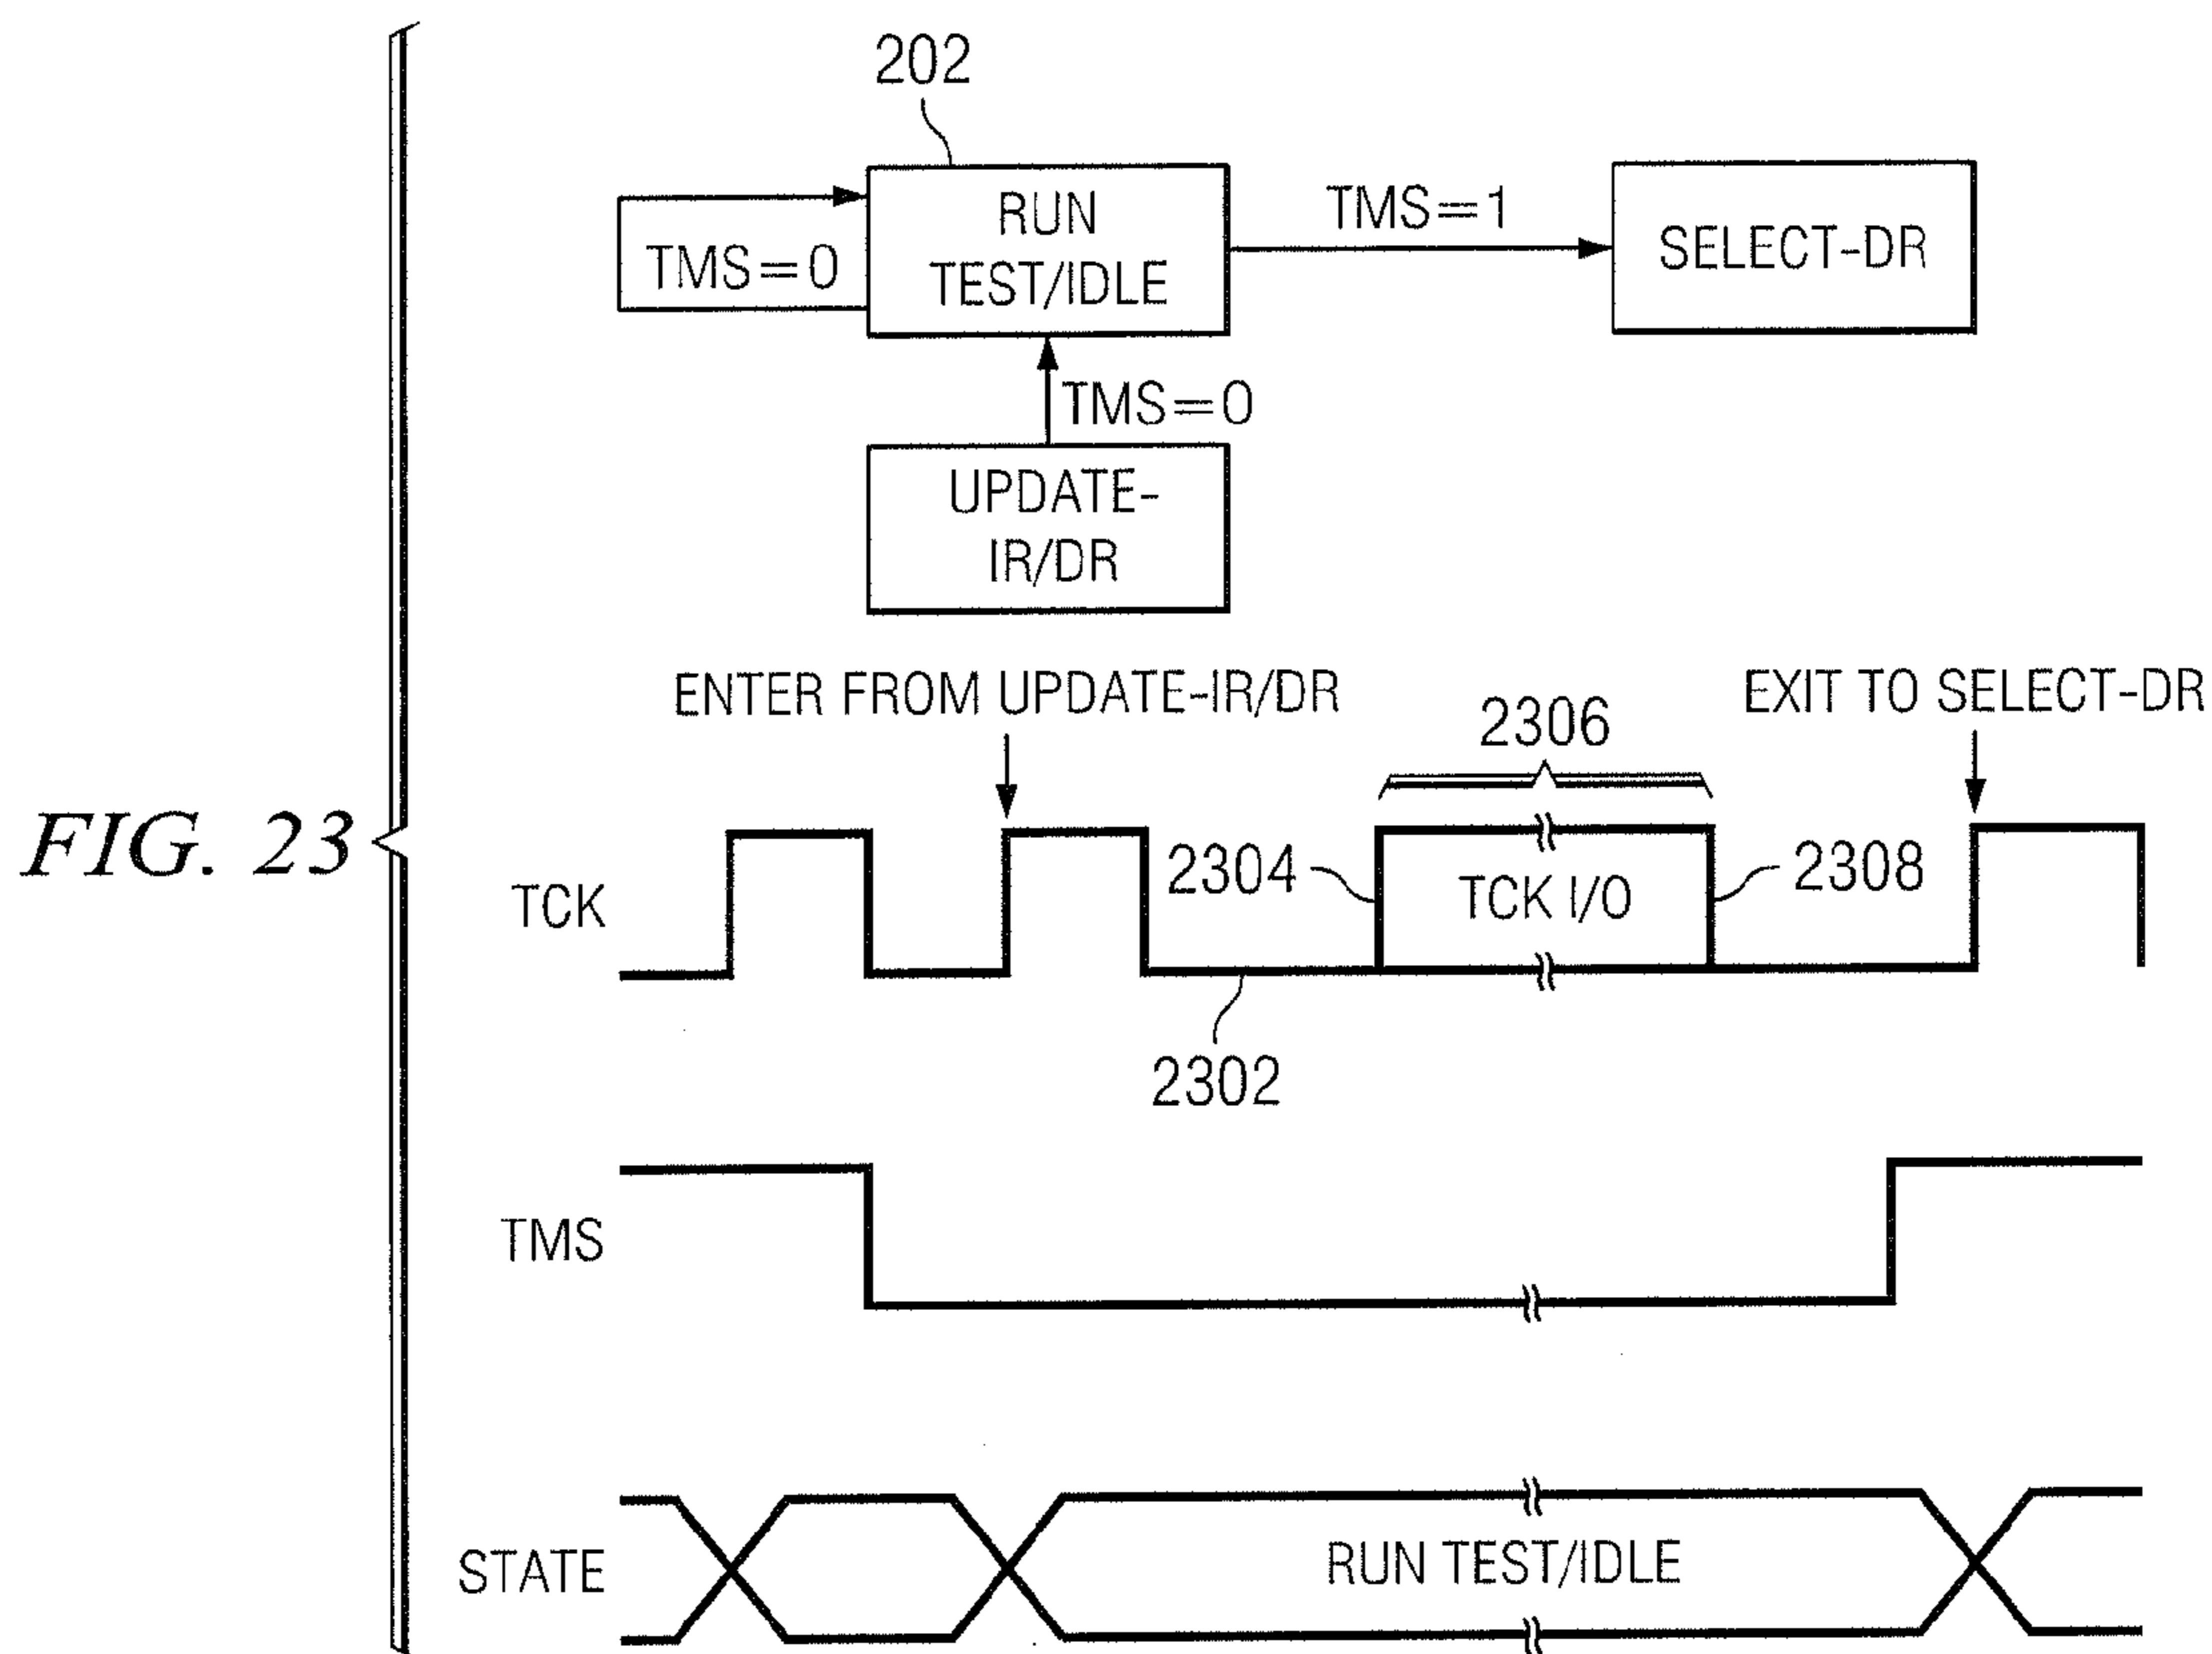 202
RUN
TEST/IDLE
TMS=0
TMS=1
SELECT-DR
TMS=0
UPDATE-
IR/DR
ENTER FROM UPDATE-IR/DR
2306
EXIT TO SELECT-DR
FIG. 23
TCK
2304
TCK I/O
2308
2302
TMS
STATE
RUN TEST/IDLE